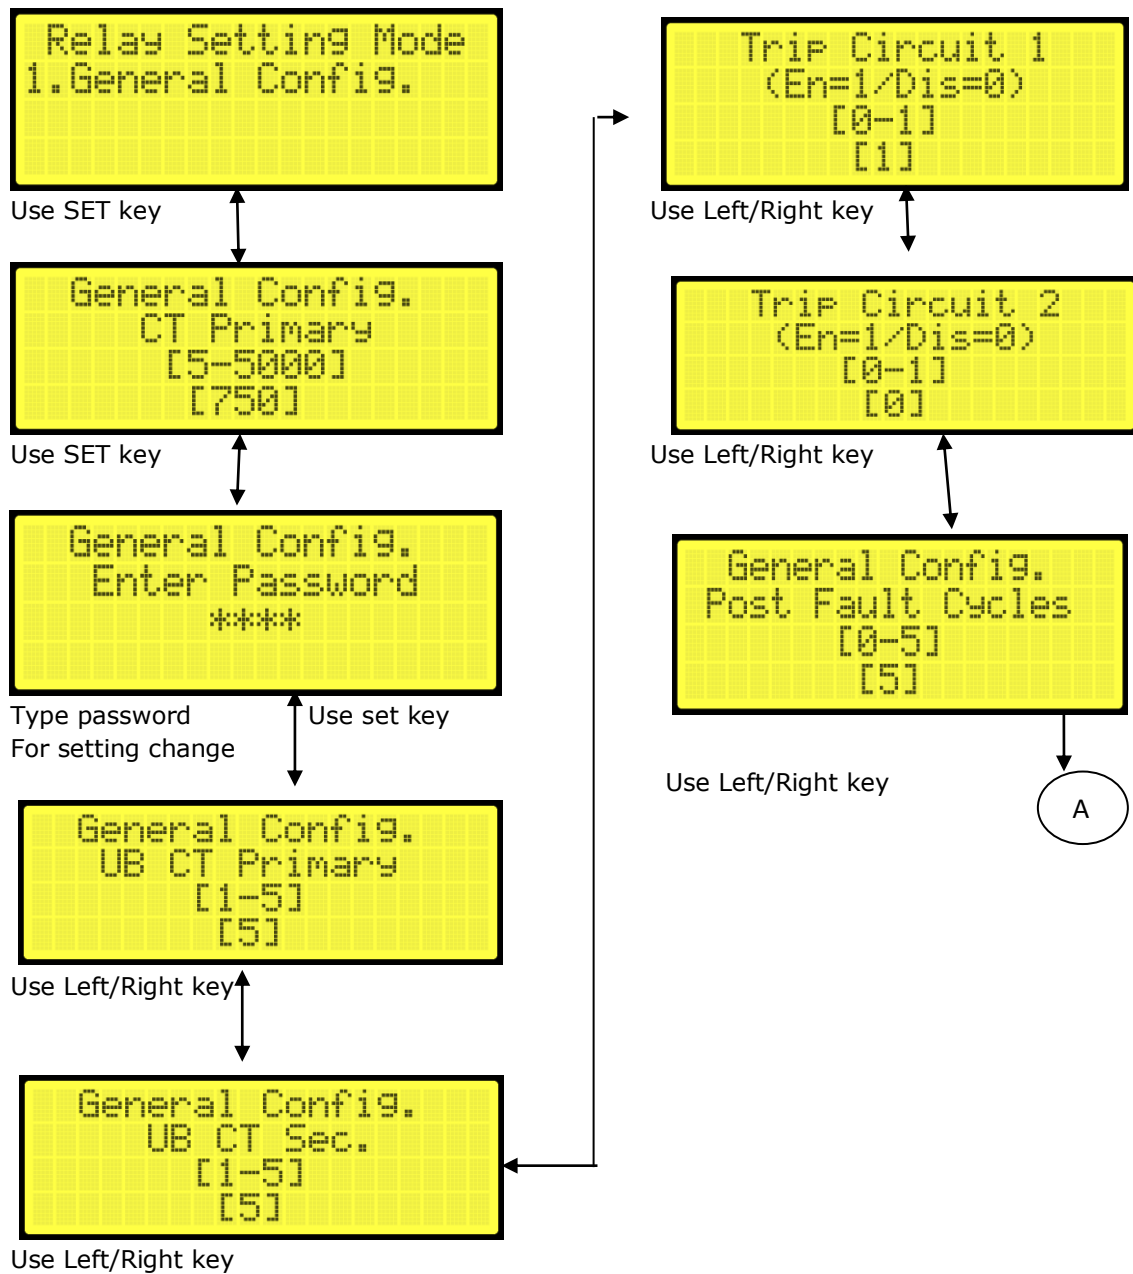 Relay Setting Mode
1.General Config.
Use SET key
General Config.
CT Primary
[5-5000]
[750]
Use SET key
General Config.
Enter Password
****
Type password
For setting change
Use set key
General Config.
UB CT Primary
[1-5]
[5]
Use Left/Right key
General Config.
UB CT Sec.
[1-5]
[5]
Use Left/Right key
Trip Circuit 1
(En=1/Dis=0)
[0-1]
[1]
Use Left/Right key
Trip Circuit 2
(En=1/Dis=0)
[0-1]
[0]
Use Left/Right key
General Config.
Post Fault Cycles
[0-5]
[5]
Use Left/Right key
A